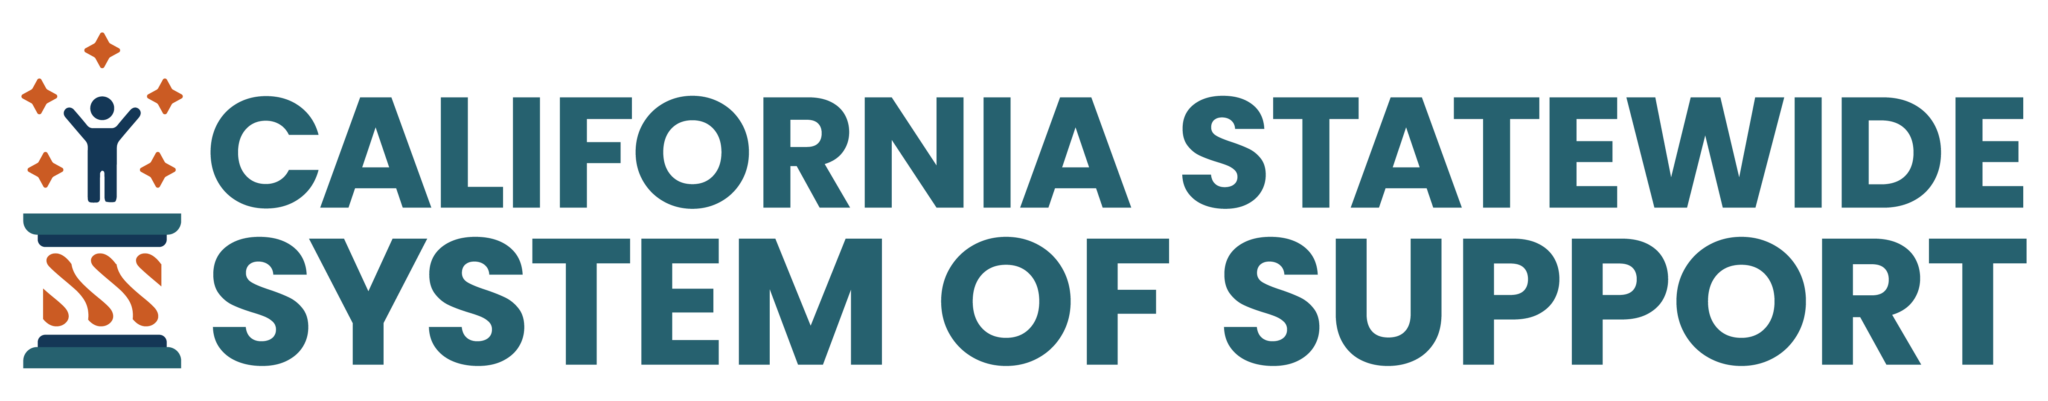 CALIFORNIA STATEWIDE
SYSTEM OF SUPPORT